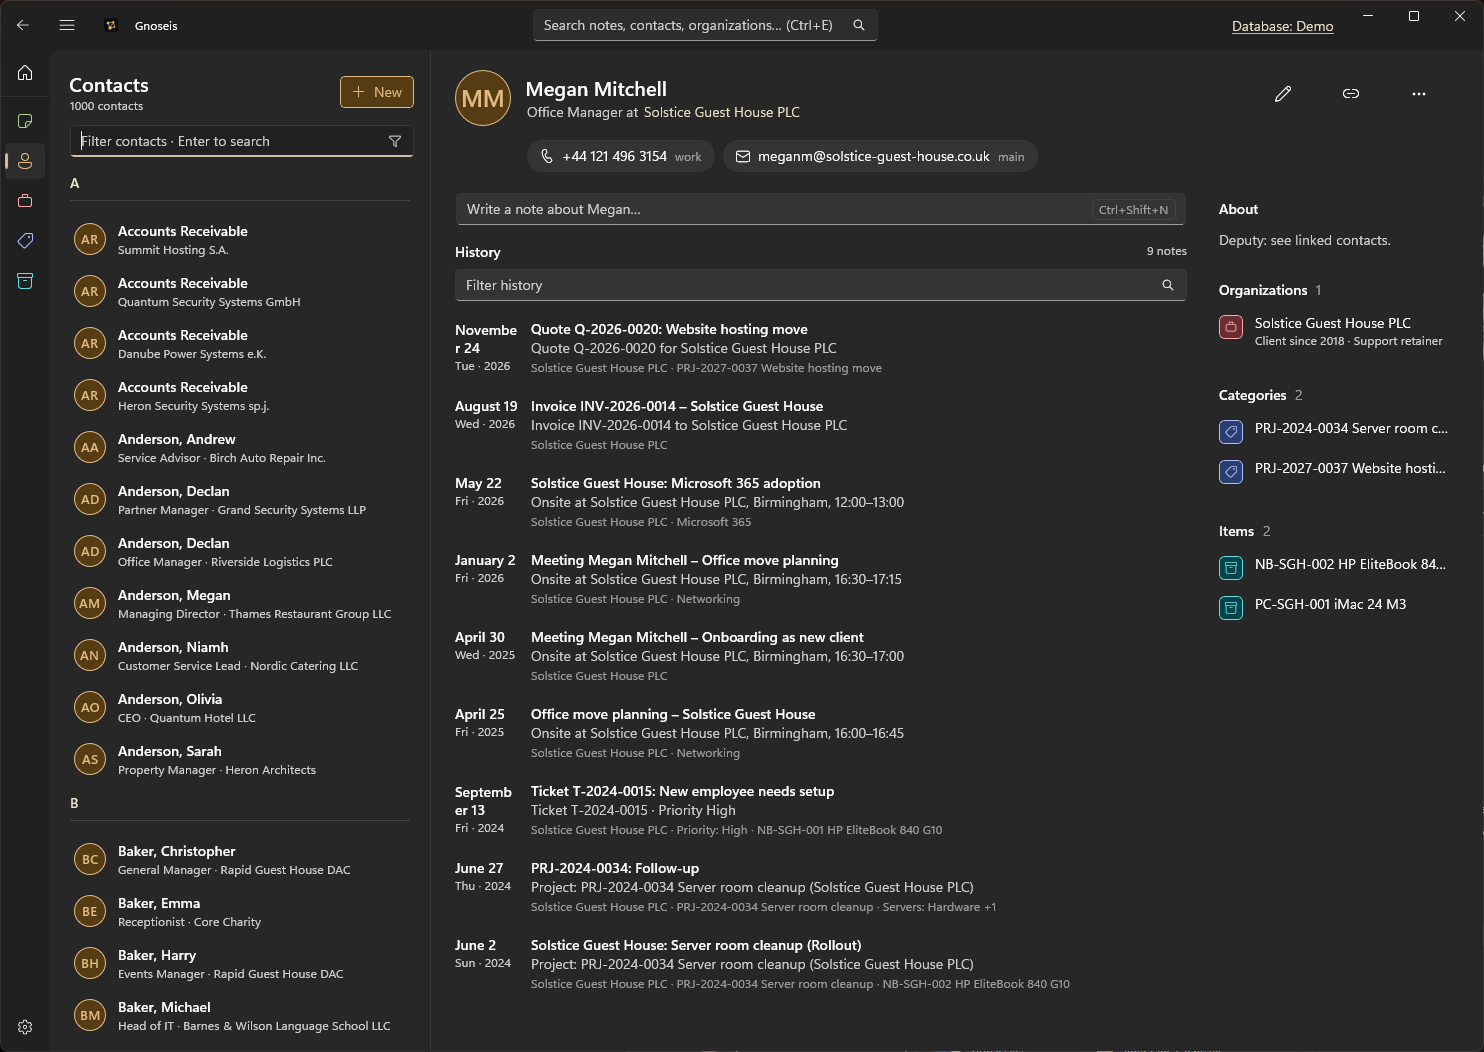 Gnoseis
Search notes, contacts, organizations... (Ctrl+E)
Database: Demo
Contacts
1000 contacts
New
Filter contacts · Enter to search
A
AR
Accounts Receivable
Summit Hosting S.A.
AR
Accounts Receivable
Quantum Security Systems GmbH
AR
Accounts Receivable
Danube Power Systems e.K.
AR
Accounts Receivable
Heron Security Systems sp.j.
AA
Anderson, Andrew
Service Advisor · Birch Auto Repair Inc.
AD
Anderson, Declan
Partner Manager · Grand Security Systems LLP
AD
Anderson, Declan
Office Manager · Riverside Logistics PLC
AM
Anderson, Megan
Managing Director · Thames Restaurant Group LLC
AN
Anderson, Niamh
Customer Service Lead · Nordic Catering LLC
AO
Anderson, Olivia
CEO · Quantum Hotel LLC
AS
Anderson, Sarah
Property Manager · Heron Architects
B
BC
Baker, Christopher
General Manager · Rapid Guest House DAC
BE
Baker, Emma
Receptionist · Core Charity
BH
Baker, Harry
Events Manager · Rapid Guest House DAC
BM
Baker, Michael
Head of IT · Barnes & Wilson Language School LLC
MM
Megan Mitchell
Office Manager at Solstice Guest House PLC
+44 121 496 3154 work
meganm@solstice-guest-house.co.uk main
Write a note about Megan...
Ctrl+Shift+N
History
9 notes
Filter history
Novembe
r 24
Tue · 2026
Quote Q-2026-0020: Website hosting move
Quote Q-2026-0020 for Solstice Guest House PLC
Solstice Guest House PLC · PRJ-2027-0037 Website hosting move
August 19
Wed · 2026
Invoice INV-2026-0014 – Solstice Guest House
Invoice INV-2026-0014 to Solstice Guest House PLC
Solstice Guest House PLC
May 22
Fri · 2026
Solstice Guest House: Microsoft 365 adoption
Onsite at Solstice Guest House PLC, Birmingham, 12:00–13:00
Solstice Guest House PLC · Microsoft 365
January 2
Fri · 2026
Meeting Megan Mitchell – Office move planning
Onsite at Solstice Guest House PLC, Birmingham, 16:30–17:15
Solstice Guest House PLC · Networking
April 30
Wed · 2025
Meeting Megan Mitchell – Onboarding as new client
Onsite at Solstice Guest House PLC, Birmingham, 16:30–17:00
Solstice Guest House PLC
April 25
Fri · 2025
Office move planning – Solstice Guest House
Onsite at Solstice Guest House PLC, Birmingham, 16:00–16:45
Solstice Guest House PLC · Networking
Septemb
er 13
Fri · 2024
Ticket T-2024-0015: New employee needs setup
Ticket T-2024-0015 · Priority High
Solstice Guest House PLC · Priority: High · NB-SGH-001 HP EliteBook 840 G10
June 27
Thu · 2024
PRJ-2024-0034: Follow-up
Project: PRJ-2024-0034 Server room cleanup (Solstice Guest House PLC)
Solstice Guest House PLC · PRJ-2024-0034 Server room cleanup · Servers: Hardware +1
June 2
Sun · 2024
Solstice Guest House: Server room cleanup (Rollout)
Project: PRJ-2024-0034 Server room cleanup (Solstice Guest House PLC)
Solstice Guest House PLC · PRJ-2024-0034 Server room cleanup · NB-SGH-002 HP EliteBook 840 G10
About
Deputy: see linked contacts.
Organizations 1
Solstice Guest House PLC
Client since 2018 · Support retainer
Categories 2
PRJ-2024-0034 Server room c...
PRJ-2027-0037 Website hosti...
Items 2
NB-SGH-002 HP EliteBook 84...
PC-SGH-001 iMac 24 M3